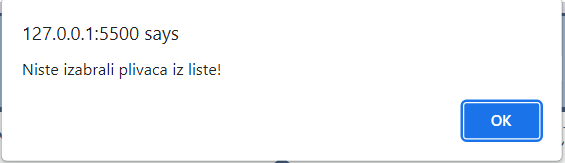 127.0.0.1:5500 says
Niste izabrali plivaca iz liste!
OK